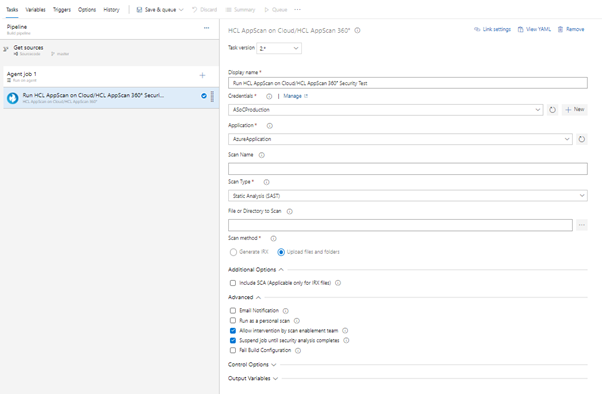 Tasks Variables Triggers Options History Save & queue Discard Summary Queue ...
Pipeline
Build pipeline
...
Get sources
master
Agent job 1
Run on agent
Run HCL AppScan on Cloud/HCL AppScan 360° Securi...
HCL AppScan on Cloud/HCL AppScan 360°
HCL AppScan on Cloud/HCL AppScan 360°
Link settings View YAML Remove
Task version 2.*
Display name *
Run HCL AppScan on Cloud/HCL AppScan 360° Security Test
Credentials * | Manage
ASoCProduction
+ New
Application *
AzureApplication
Scan Name
Scan Type *
Static Analysis (SAST)
File or Directory to Scan
...
Scan method *
Generate IRX Upload files and folders
Additional Options
Include SCA (Applicable only for IRX files)
Advanced
Email Notification
Run as a personal scan
Allow intervention by scan enablement team
Suspend job until security analysis completes
Fail Build Configuration
Control Options
Output Variables